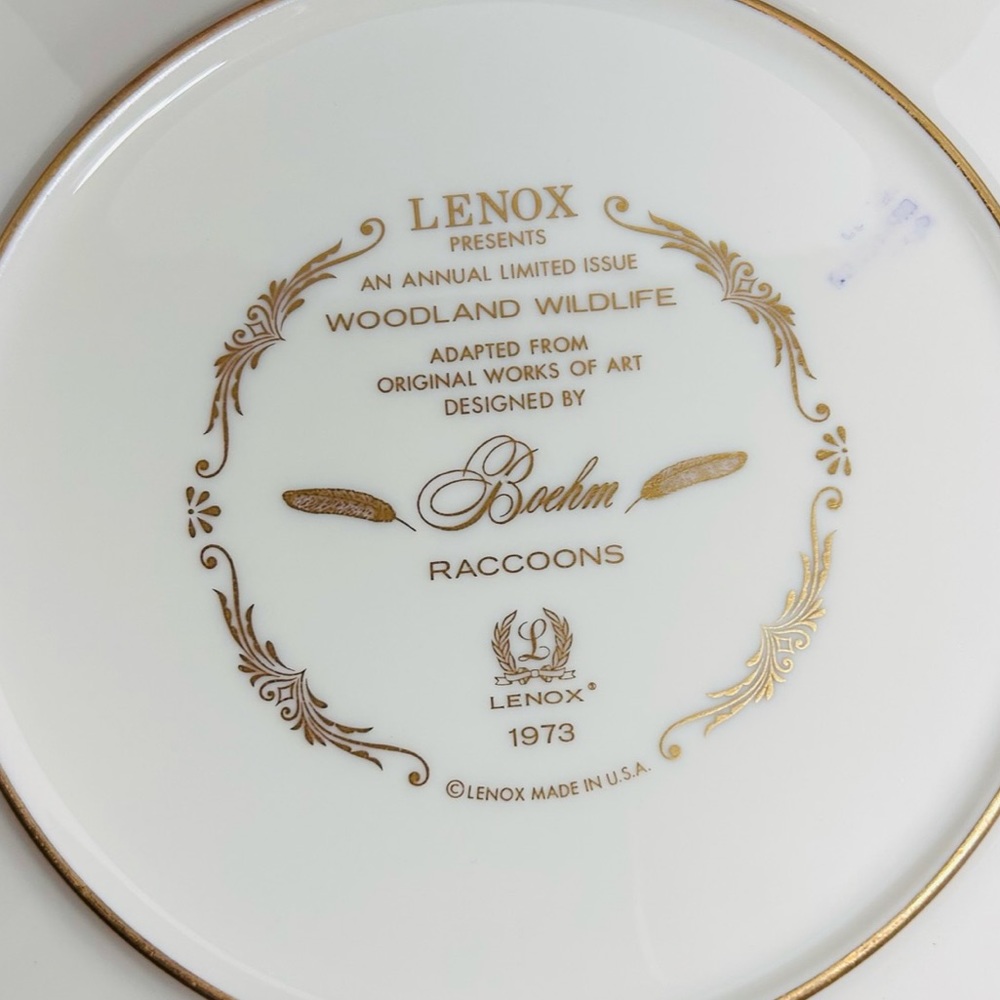 LENOX
PRESENTS
AN ANNUAL LIMITED ISSUE
WOODLAND WILDLIFE
ADAPTED FROM
ORIGINAL WORKS OF ART
DESIGNED BY
Boehm
RACCOONS
L
LENOX®
1973
©LENOX MADE IN U.S.A.